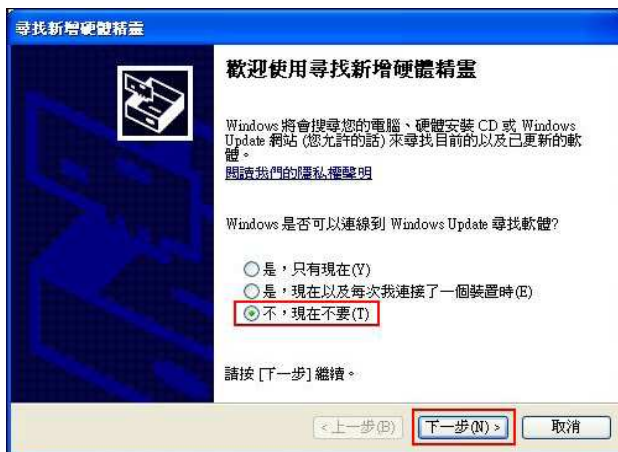 尋找新增硬體精靈
歡迎使用尋找新增硬體精靈
Windows 將會搜尋您的電腦、硬體安裝 CD 或 Windows
Update 網站 (您允許的話) 來尋找目前的以及已更新的軟
體。
閱讀我們的隱私權聲明
Windows 是否可以連線到 Windows Update 尋找軟體?
是，只有現在(Y)
是，現在以及每次我連接了一個裝置時(E)
不，現在不要(T)
請按 [下一步] 繼續。
<上一步(B)
下一步(N) >
取消